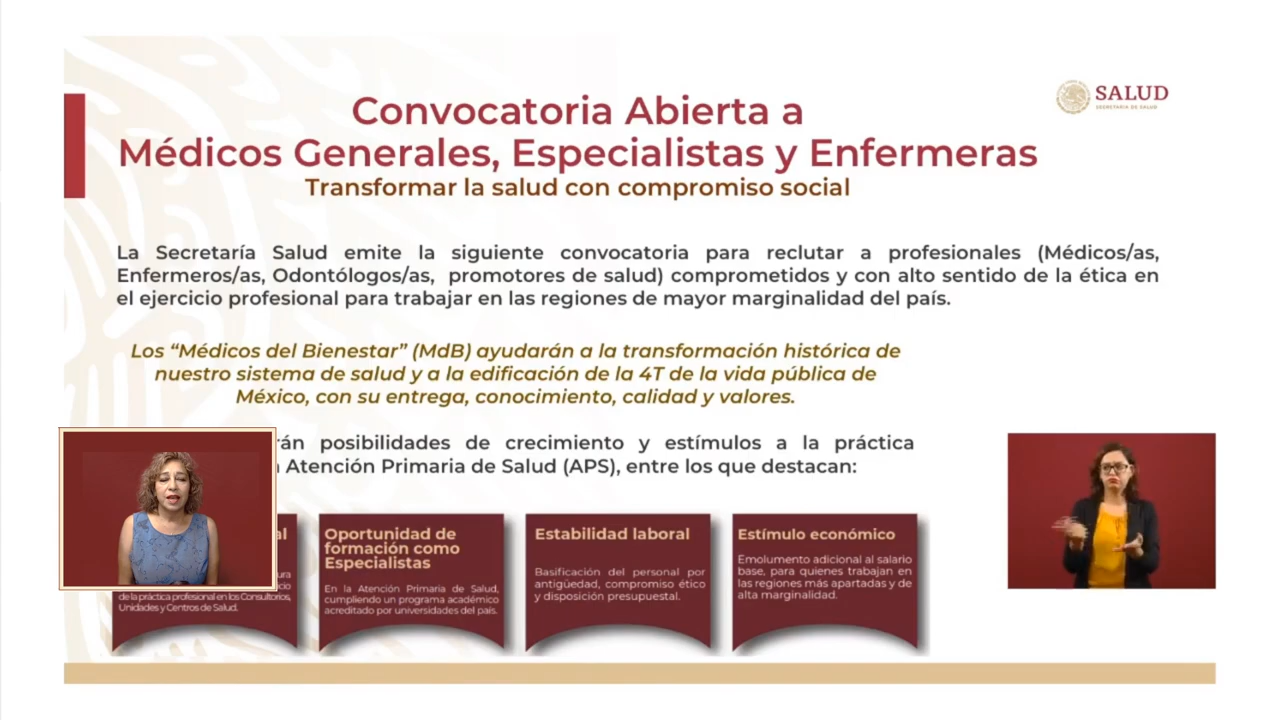 SALUD
SECRETARÍA DE SALUD
Convocatoria Abierta a
Médicos Generales, Especialistas y Enfermeras
Transformar la salud con compromiso social
La Secretaría Salud emite la siguiente convocatoria para reclutar a profesionales (Médicos/as,
Enfermeros/as, Odontólogos/as, promotores de salud) comprometidos y con alto sentido de la ética en
el ejercicio profesional para trabajar en las regiones de mayor marginalidad del país.
Los “Médicos del Bienestar” (MdB) ayudarán a la transformación histórica de
nuestro sistema de salud y a la edificación de la 4T de la vida pública de
México, con su entrega, conocimiento, calidad y valores.
posibilidades de crecimiento y estímulos a la práctica
Atención Primaria de Salud (APS), entre los que destacan:
de la práctica profesional en los Consultorios,
Unidades y Centros de Salud.
Oportunidad de
formación como
Especialistas
En la Atención Primaria de Salud,
cumpliendo un programa académico
acreditado por universidades del país.
Estabilidad laboral
Basificación del personal por
antigüedad, compromiso ético
y disposición presupuestal.
Estímulo económico
Emolumento adicional al salario
base, para quienes trabajan en
las regiones más apartadas y de
alta marginalidad.